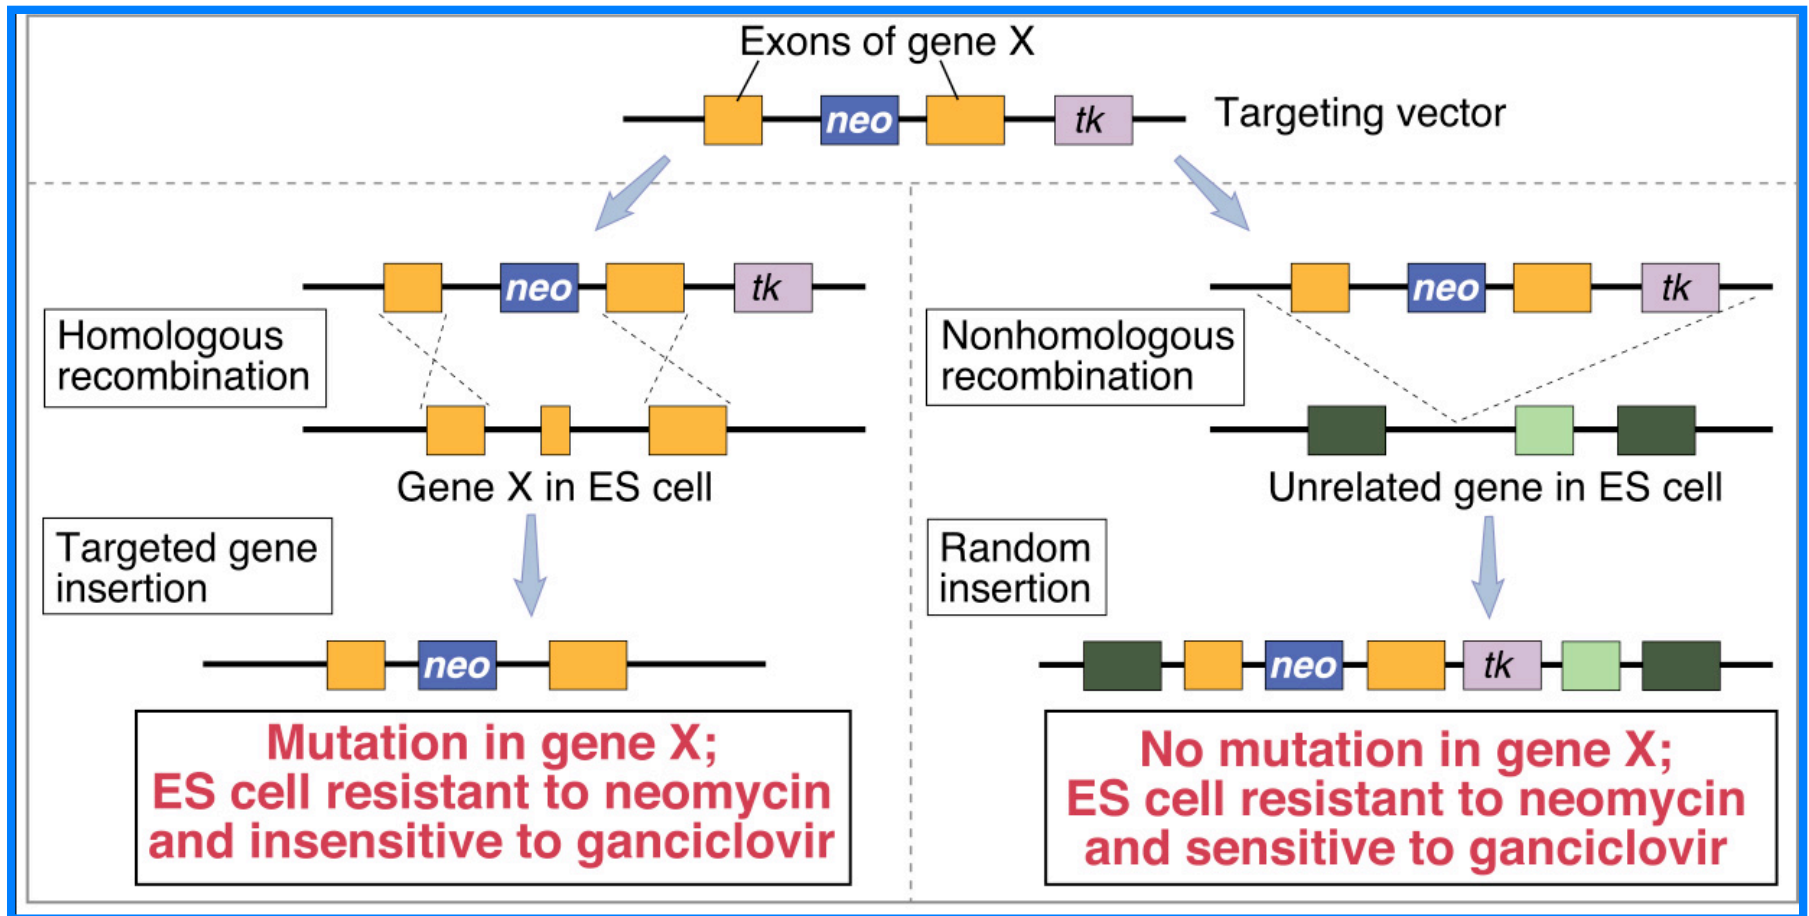 Exons of gene X
neo
tk
Targeting vector
neo
tk
Homologous
recombination
Gene X in ES cell
Targeted gene
insertion
neo
Mutation in gene X;
ES cell resistant to neomycin
and insensitive to ganciclovir
neo
tk
Nonhomologous
recombination
Unrelated gene in ES cell
Random
insertion
neo
tk
No mutation in gene X;
ES cell resistant to neomycin
and sensitive to ganciclovir